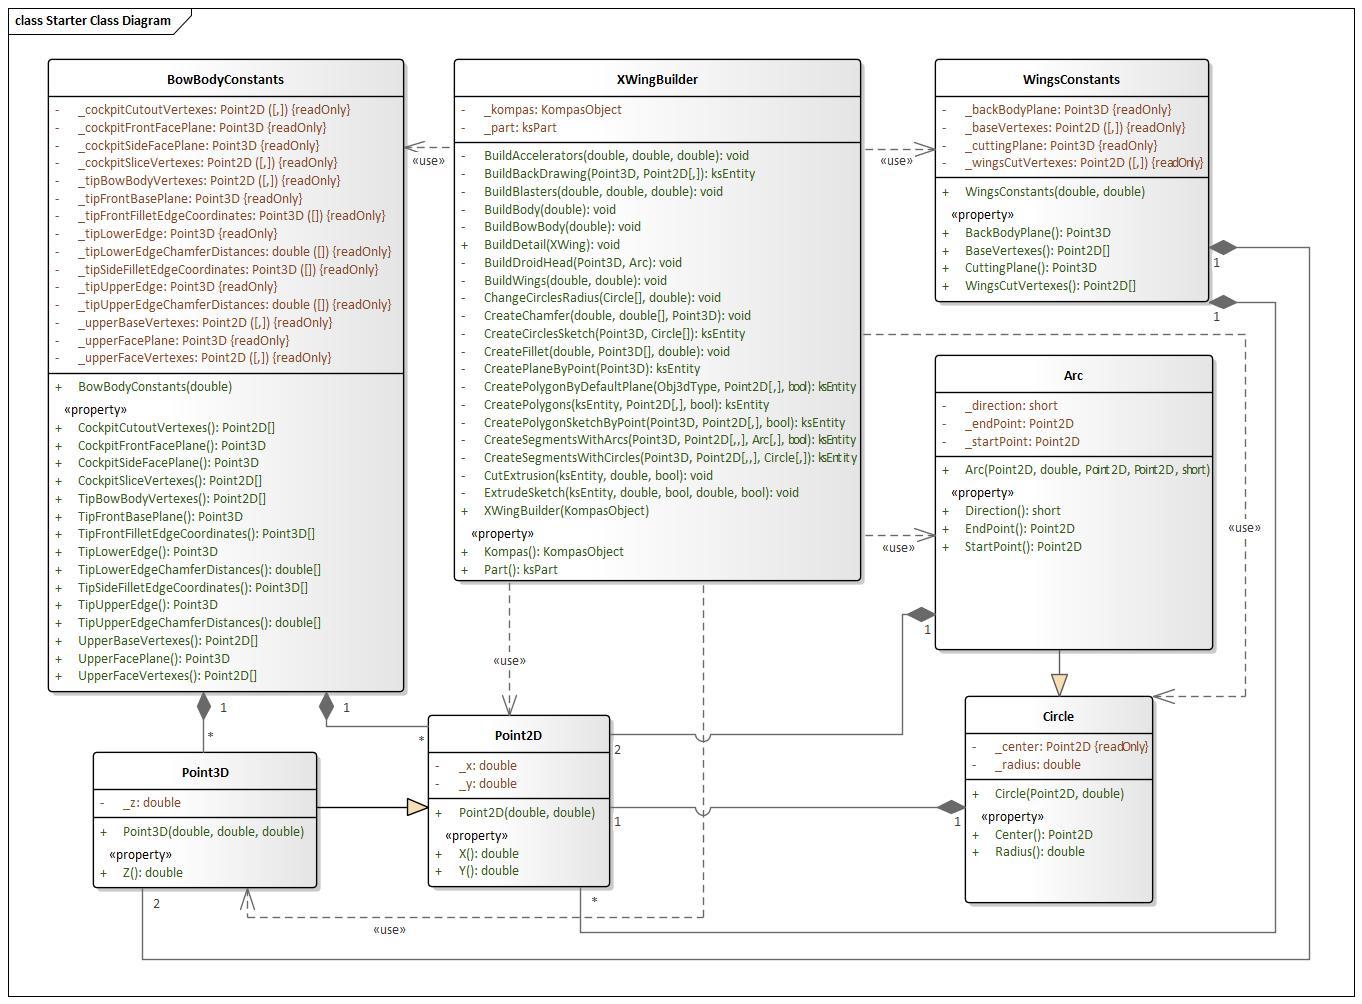 class Starter Class Diagram
BowBodyConstants
- _cockpitCutoutVertexes: Point2D ([,]) {readOnly}
- _cockpitFrontFacePlane: Point3D {readOnly}
- _cockpitSideFacePlane: Point3D {readOnly}
- _cockpitSliceVertexes: Point2D ([,]) {readOnly}
- _tipBowBodyVertexes: Point2D ([,]) {readOnly}
- _tipFrontBasePlane: Point3D {readOnly}
- _tipFrontFilletEdgeCoordinates: Point3D ([]) {readOnly}
- _tipLowerEdge: Point3D {readOnly}
- _tipLowerEdgeChamferDistances: double ([]) {readOnly}
- _tipSideFilletEdgeCoordinates: Point3D ([]) {readOnly}
- _tipUpperEdge: Point3D {readOnly}
- _tipUpperEdgeChamferDistances: double ([]) {readOnly}
- _upperBaseVertexes: Point2D ([,]) {readOnly}
- _upperFacePlane: Point3D {readOnly}
- _upperFaceVertexes: Point2D ([,]) {readOnly}
+ BowBodyConstants(double)
«property»
+ CockpitCutoutVertexes(): Point2D[]
+ CockpitFrontFacePlane(): Point3D
+ CockpitSideFacePlane(): Point3D
+ CockpitSliceVertexes(): Point2D[]
+ TipBowBodyVertexes(): Point2D[]
+ TipFrontBasePlane(): Point3D
+ TipFrontFilletEdgeCoordinates(): Point3D[]
+ TipLowerEdge(): Point3D
+ TipLowerEdgeChamferDistances(): double[]
+ TipSideFilletEdgeCoordinates(): Point3D[]
+ TipUpperEdge(): Point3D
+ TipUpperEdgeChamferDistances(): double[]
+ UpperBaseVertexes(): Point2D[]
+ UpperFacePlane(): Point3D
+ UpperFaceVertexes(): Point2D[]
«use»
XWingBuilder
- _kompas: KompasObject
- _part: ksPart
- BuildAccelerators(double, double, double): void
- BuildBackDrawing(Point3D, Point2D[,]): ksEntity
- BuildBlasters(double, double, double): void
- BuildBody(double): void
- BuildBowBody(double): void
+ BuildDetail(XWing): void
- BuildDroidHead(Point3D, Arc): void
- BuildWings(double, double): void
- ChangeCirclesRadius(Circle[], double): void
- CreateChamfer(double, double[], Point3D): void
- CreateCirclesSketch(Point3D, Circle[]): ksEntity
- CreateFillet(double, Point3D[], double): void
- CreatePlaneByPoint(Point3D): ksEntity
- CreatePolygonByDefaultPlane(Obj3dType, Point2D[,], bool): ksEntity
- CreatePolygons(ksEntity, Point2D[,], bool): ksEntity
- CreatePolygonSketchByPoint(Point3D, Point2D[,], bool): ksEntity
- CreateSegmentsWithArcs(Point3D, Point2D[,,], Arc[,], bool): ksEntity
- CreateSegmentsWithCircles(Point3D, Point2D[,,], Circle[,]): ksEntity
- CutExtrusion(ksEntity, double, bool): void
- ExtrudeSketch(ksEntity, double, bool, double, bool): void
+ XWingBuilder(KompasObject)
«property»
+ Kompas(): KompasObject
+ Part(): ksPart
«use»
WingsConstants
- _backBodyPlane: Point3D {readOnly}
- _baseVertexes: Point2D ([,]) {readOnly}
- _cuttingPlane: Point3D {readOnly}
- _wingsCutVertexes: Point2D ([,]) {readOnly}
+ WingsConstants(double, double)
«property»
+ BackBodyPlane(): Point3D
+ BaseVertexes(): Point2D[]
+ CuttingPlane(): Point3D
+ WingsCutVertexes(): Point2D[]
1
1
Arc
- _direction: short
- _endPoint: Point2D
- _startPoint: Point2D
+ Arc(Point2D, double, Point2D, Point2D, short)
«property»
+ Direction(): short
+ EndPoint(): Point2D
+ StartPoint(): Point2D
«use»
«use»
1
«use»
1
*
1
*
Point3D
- _z: double
+ Point3D(double, double, double)
«property»
+ Z(): double
2
«use»
Point2D
- _x: double
- _y: double
+ Point2D(double, double)
«property»
+ X(): double
+ Y(): double
2
1
*
1
Circle
- _center: Point2D {readOnly}
- _radius: double
+ Circle(Point2D, double)
«property»
+ Center(): Point2D
+ Radius(): double